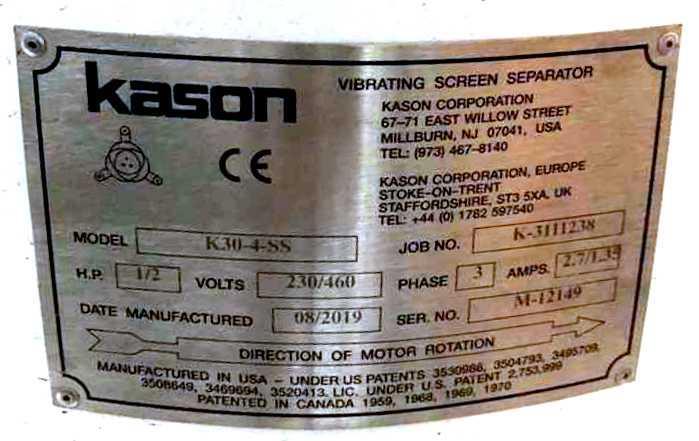 kason
VIBRATING SCREEN SEPARATOR
KASON CORPORATION
67-71 EAST WILLOW STREET
MILLBURN, NJ 07041, USA
TEL: (973) 467-8140
CE
KASON CORPORATION, EUROPE
STOKE-ON-TRENT
STAFFORDSHIRE, ST3 5XA, UK
TEL: +44 (0) 1782 597540
MODEL K30-4-SS JOB NO. K-3111238
H.P. 1/2 VOLTS 230/460 PHASE 3 AMPS. 2.7/1.35
DATE MANUFACTURED 08/2019 SER. NO. M-12149
DIRECTION OF MOTOR ROTATION
MANUFACTURED IN USA – UNDER US PATENTS 3530986, 3504793, 3495709,
3508649, 3469694, 3520413. LIC. UNDER U.S. PATENT 2,753,999
PATENTED IN CANADA 1959, 1968, 1969, 1970